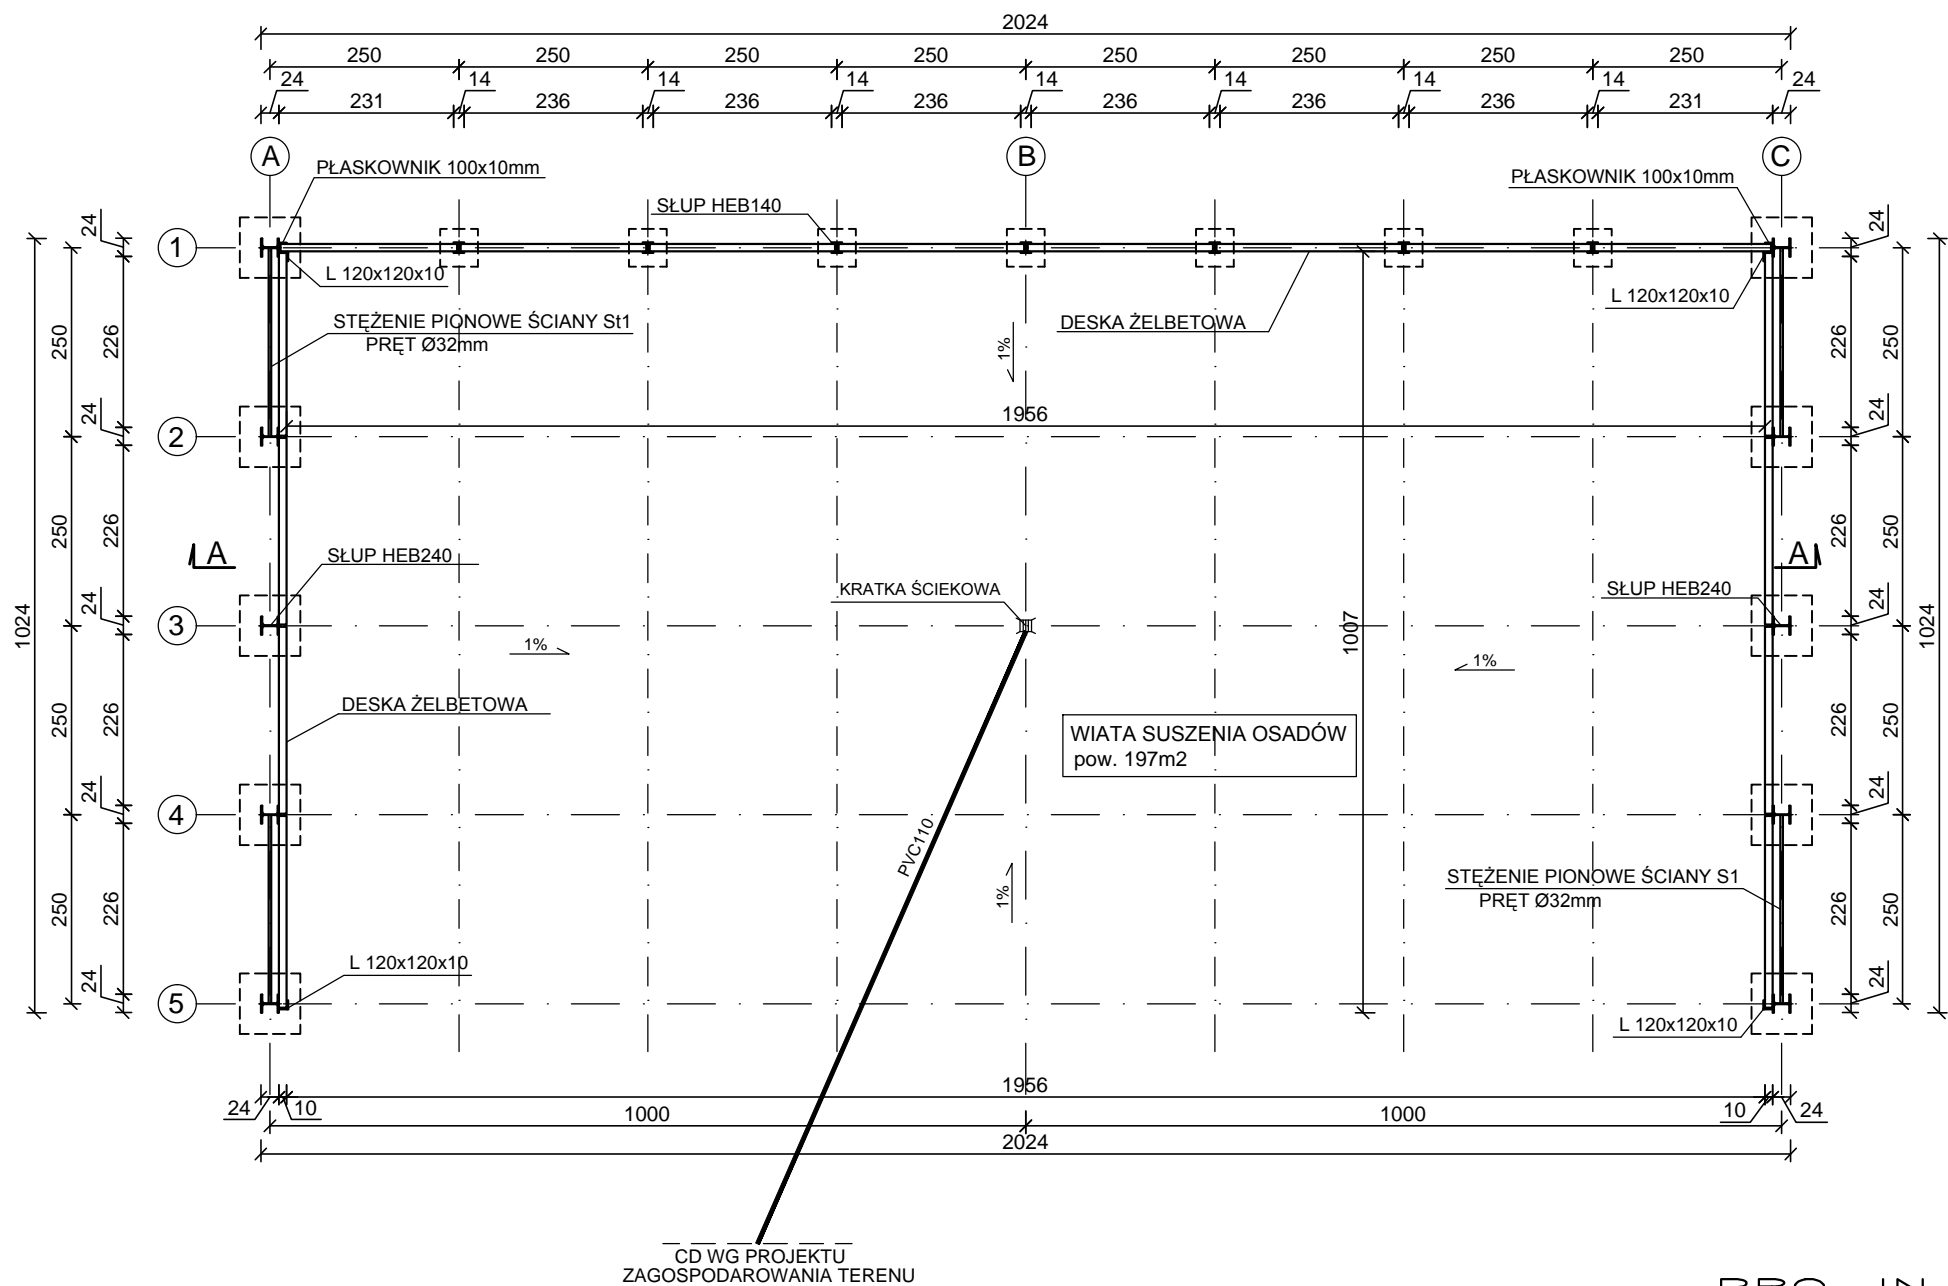 2024
250 250 250 250 250 250 250 250
24 14 14 14 14 14 14 14 24
231 236 236 236 236 236 236 231
A B C
PŁASKOWNIK 100x10mm
PŁASKOWNIK 100x10mm
SŁUP HEB140
24
24
1
L 120x120x10
L 120x120x10
STĘŻENIE PIONOWE ŚCIANY St1
PRĘT Ø32mm
DESKA ŻELBETOWA
250
226
1%
226
250
24
1956
24
2
250
226
A
SŁUP HEB240
A
226
250
KRATKA ŚCIEKOWA
SŁUP HEB240
24
24
1024
3
1007
1024
1%
1%
250
226
DESKA ŻELBETOWA
226
250
WIATA SUSZENIA OSADÓW
pow. 197m2
24
24
4
PVC110
STĘŻENIE PIONOWE ŚCIANY S1
PRĘT Ø32mm
250
226
1%
226
250
L 120x120x10
24
24
5
L 120x120x10
1956
24 10
10 24
1000 1000
2024
CD WG PROJEKTU
ZAGOSPODAROWANIA TERENU